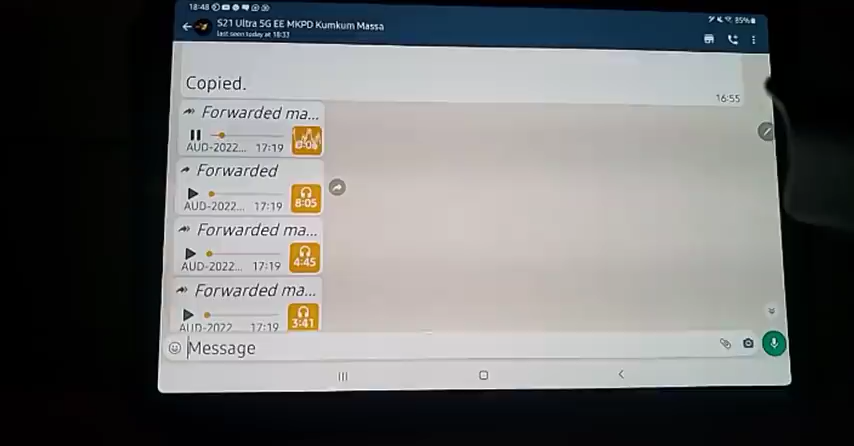 18:48
85%
S21 Ultra 5G EE MKPD Kumkum Massa
last seen today at 18:33
Copied.
16:55
Forwarded ma...
AUD-2022... 17:19
Forwarded
8:05
AUD-2022... 17:19
Forwarded ma...
4:45
AUD-2022... 17:19
Forwarded ma...
3:41
AUD-2022... 17:19
Message